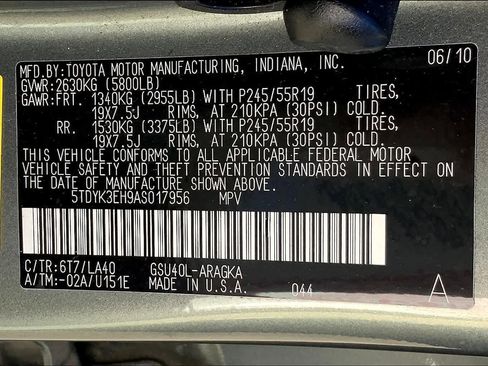 MFD.BY:TOYOTA MOTOR MANUFACTURING, INDIANA, INC. 06/10
GVWR:2630KG (5800LB)
GAWR:FRT. 1340KG (2955LB) WITH P245/55R19 TIRES,
19X7.5J RIMS, AT 210KPA (30PSI) COLD.
RR. 1530KG (3375LB) WITH P245/55R19 TIRES,
19X7.5J RIMS, AT 210KPA (30PSI) COLD.
THIS VEHICLE CONFORMS TO ALL APPLICABLE FEDERAL MOTOR
VEHICLE SAFETY AND THEFT PREVENTION STANDARDS IN EFFECT ON
THE DATE OF MANUFACTURE SHOWN ABOVE.
5TDYK3EH9AS017956 MPV
C/TR:6T7/LA40 GSU40L-ARAGKA
A/TM:-02A/U151E MADE IN U.S.A. 044 A